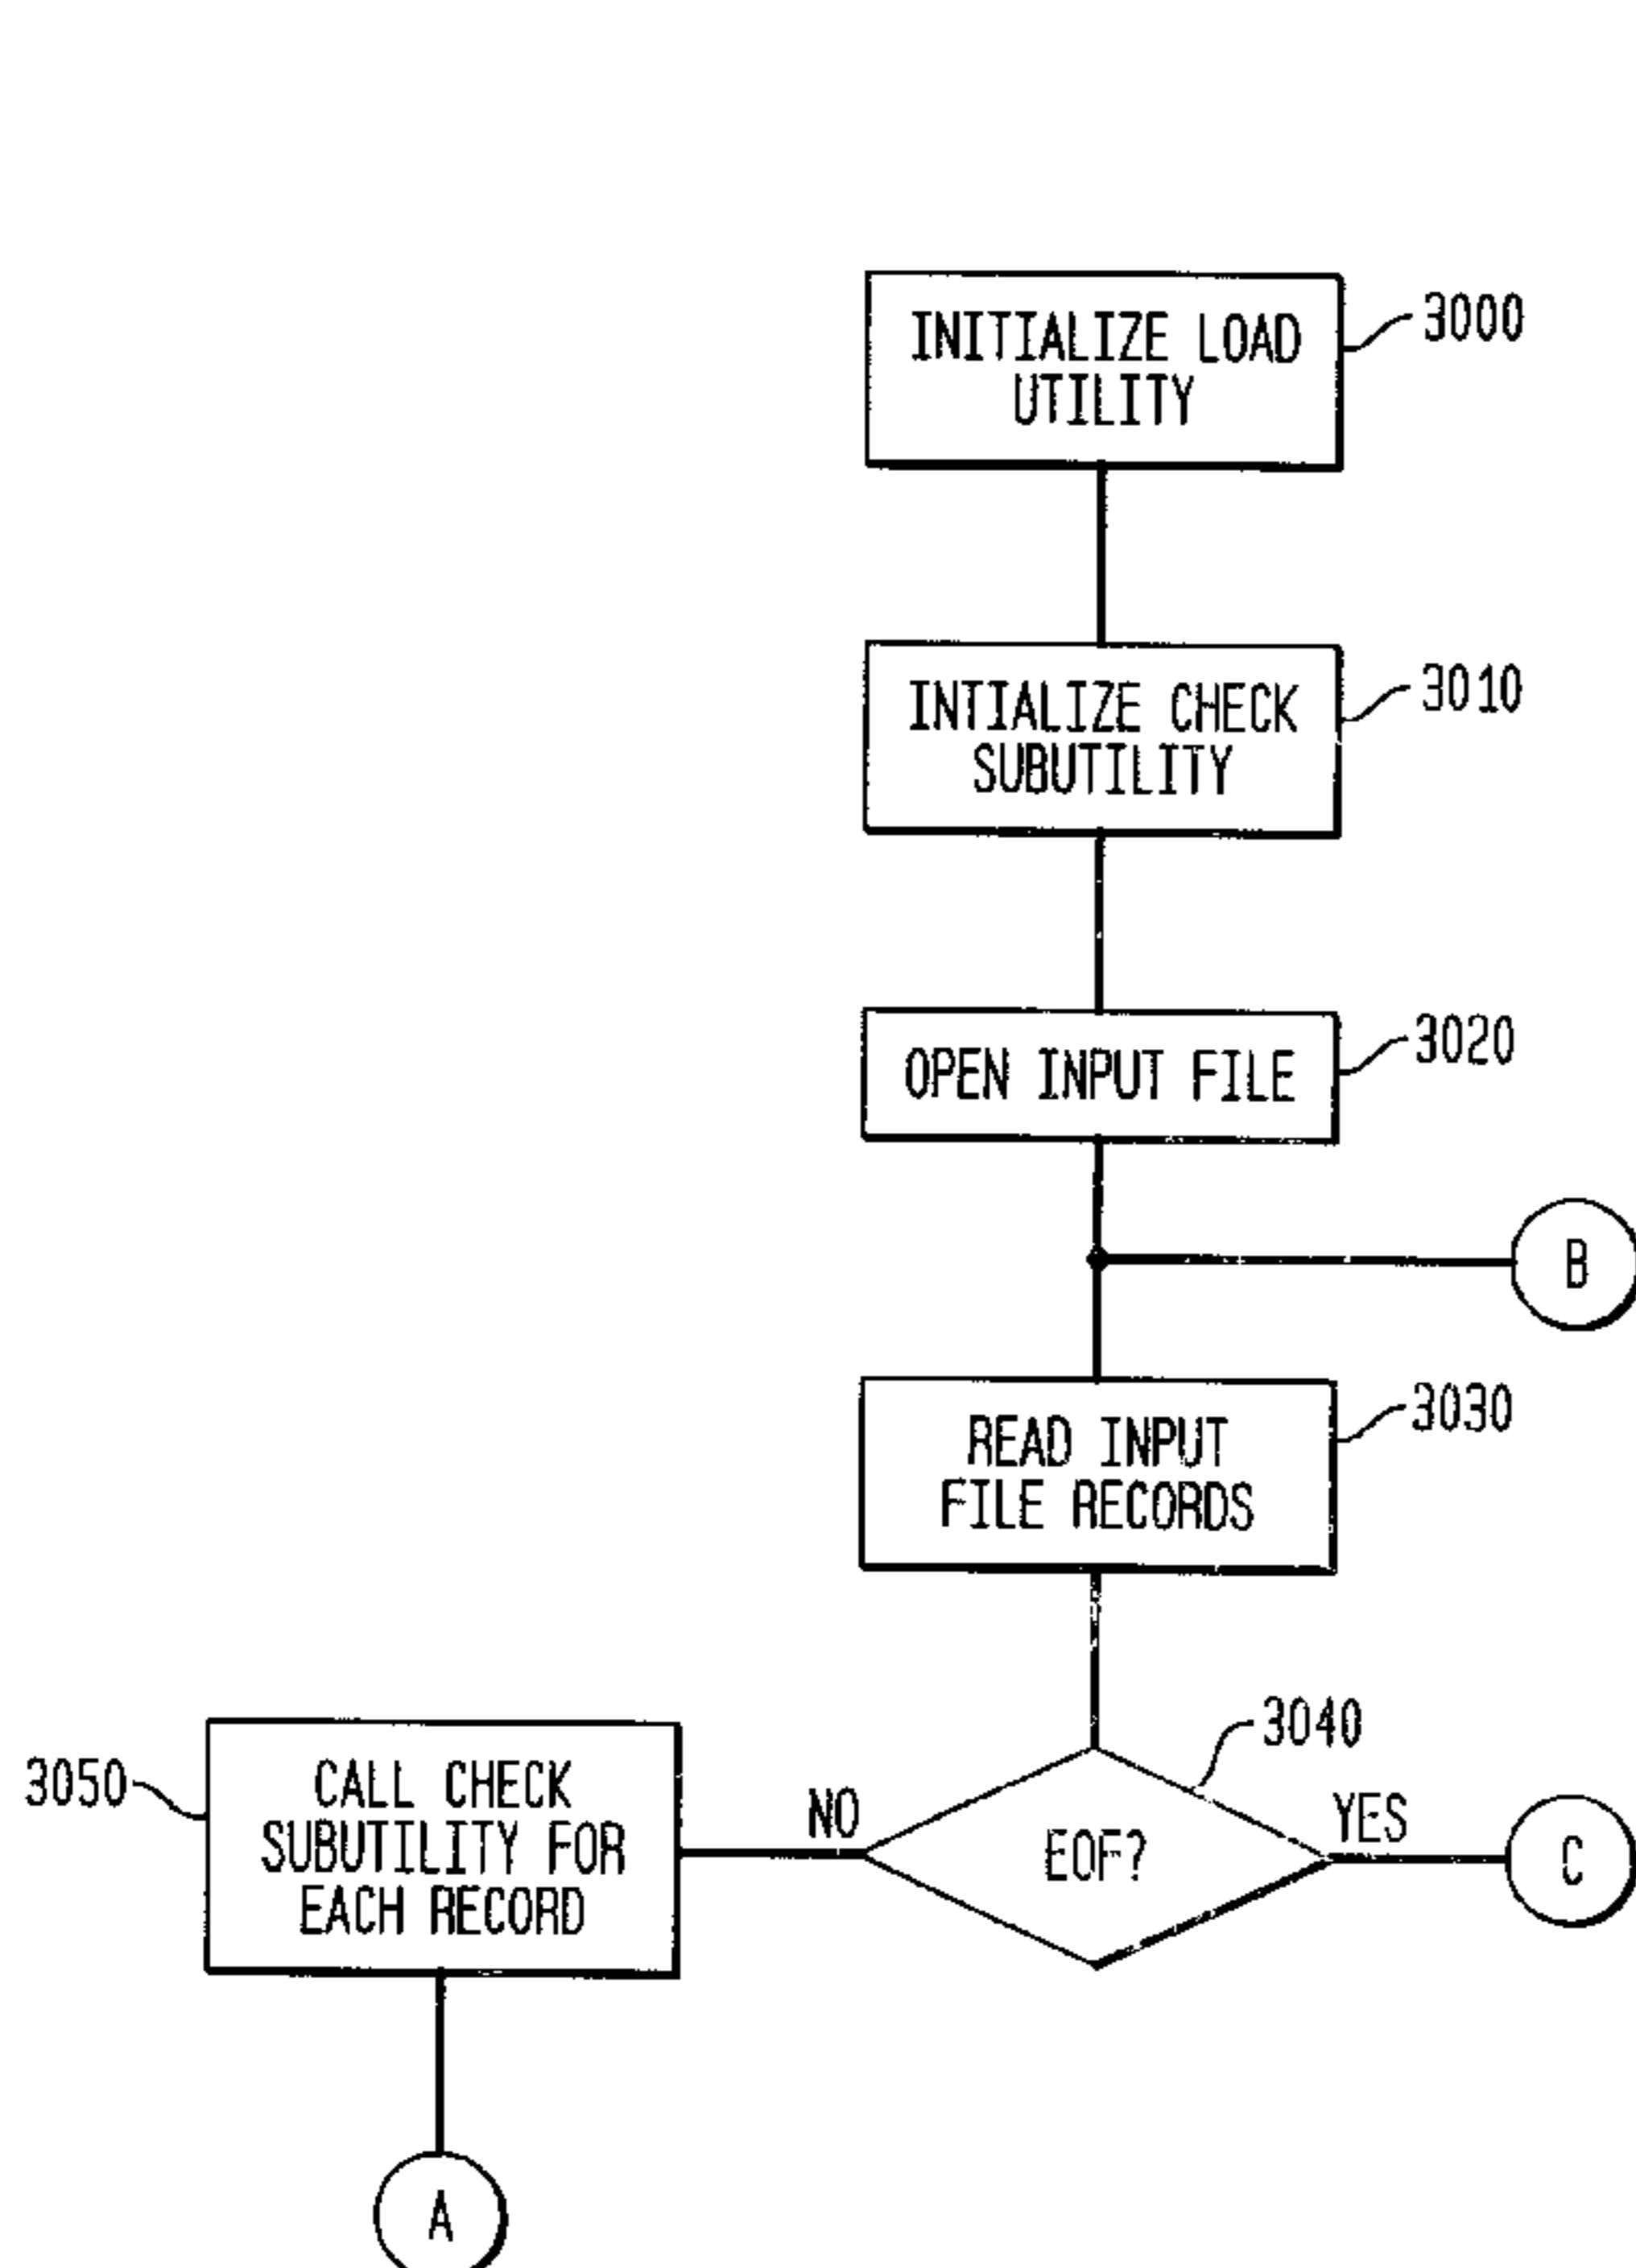 INITIALIZE LOAD
UTILITY
3000
INTIALIZE CHECK
SUBUTILITY
3010
OPEN INPUT FILE
3020
B
READ INPUT
FILE RECORDS
3030
3040
3050
CALL CHECK
SUBUTILITY FOR
EACH RECORD
NO
EOF?
YES
C
A